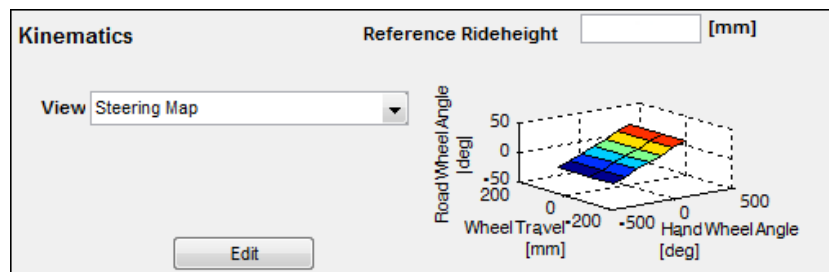 Kinematics
Reference Rideheight
[mm]
View
Steering Map
Edit
Road Wheel Angle
[deg]
50
0
-50
200
0
-200
Wheel Travel
[mm]
-500
0
500
Hand Wheel Angle
[deg]